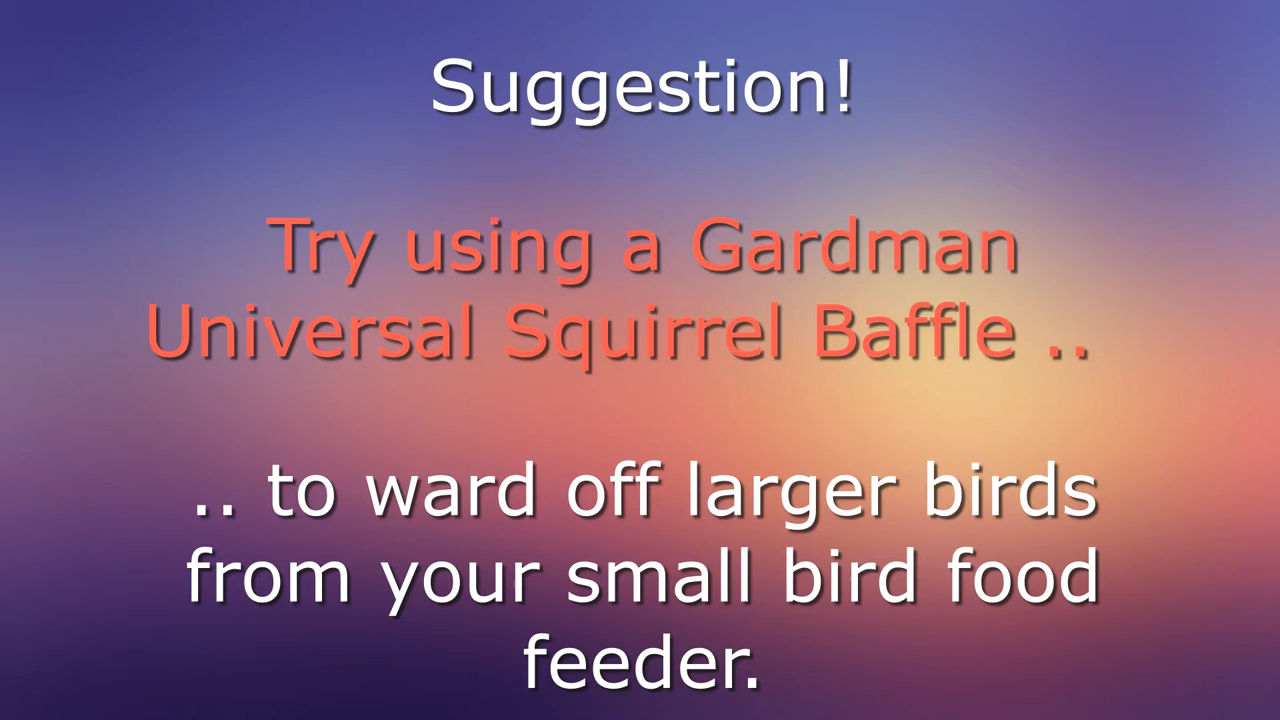 Suggestion!
Try using a Gardman
Universal Squirrel Baffle ..
.. to ward off larger birds
from your small bird food
feeder.